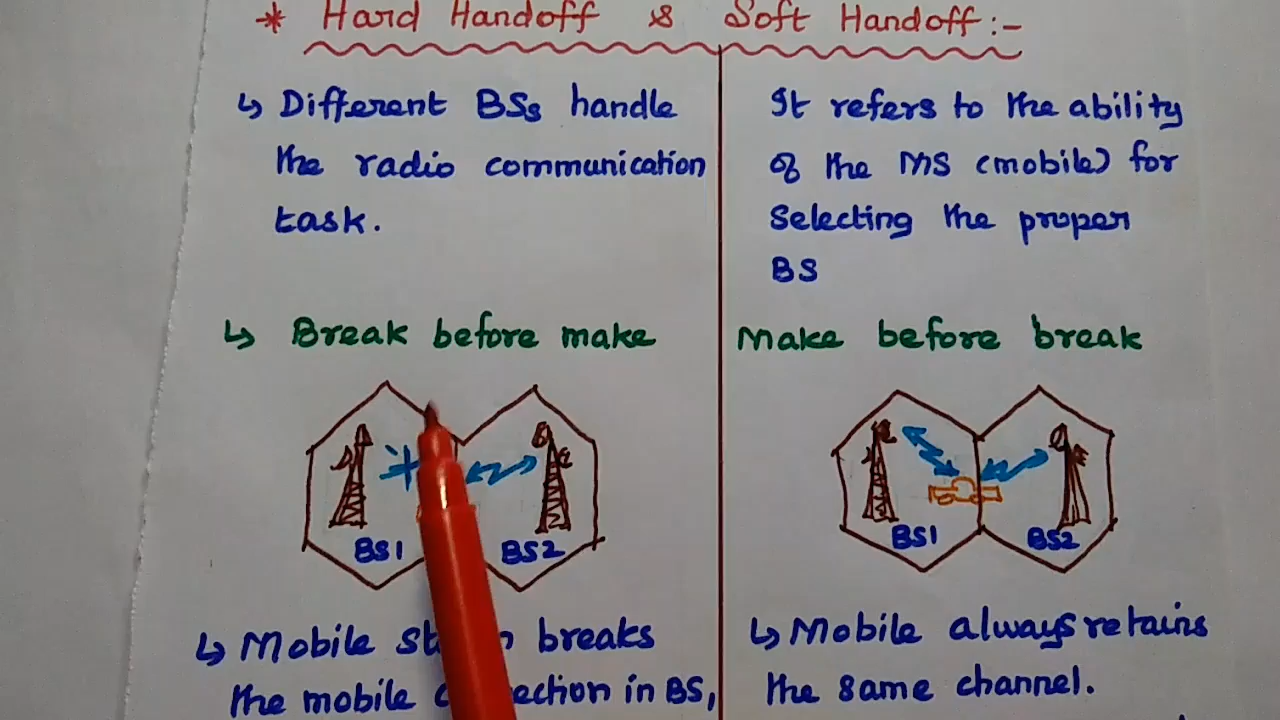 * Hard Handoff & Soft Handoff:-
↳ Different BSs handle
the radio communication
task.
It refers to the ability
of the MS (mobile) for
Selecting the proper
BS
↳ Break before make
Make before break
BS1
BS2
BS1
BS2
↳ Mobile breaks
the mobile in BS,
↳ Mobile always retains
the same channel.